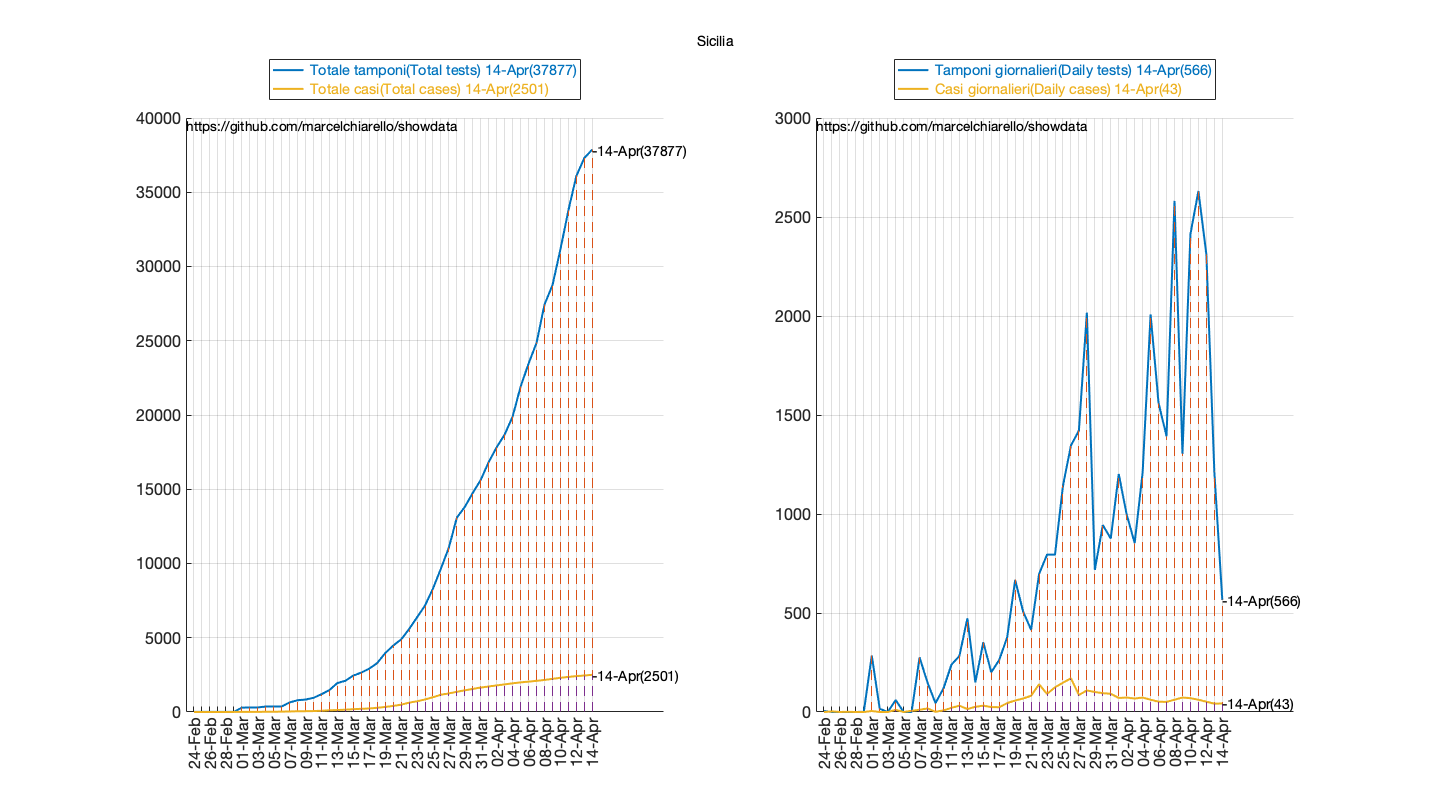 Sicilia
Totale tamponi(Total tests) 14-Apr(37877)
Totale casi(Total cases) 14-Apr(2501)
https://github.com/marcelchiarello/showdata
40000
35000
30000
25000
20000
15000
10000
5000
0
14-Apr(37877)
14-Apr(2501)
24-Feb
26-Feb
28-Feb
01-Mar
03-Mar
05-Mar
07-Mar
09-Mar
11-Mar
13-Mar
15-Mar
17-Mar
19-Mar
21-Mar
23-Mar
25-Mar
27-Mar
29-Mar
31-Mar
02-Apr
04-Apr
06-Apr
08-Apr
10-Apr
12-Apr
14-Apr
Tamponi giornalieri(Daily tests) 14-Apr(566)
Casi giornalieri(Daily cases) 14-Apr(43)
https://github.com/marcelchiarello/showdata
3000
2500
2000
1500
1000
500
0
14-Apr(566)
14-Apr(43)
24-Feb
26-Feb
28-Feb
01-Mar
03-Mar
05-Mar
07-Mar
09-Mar
11-Mar
13-Mar
15-Mar
17-Mar
19-Mar
21-Mar
23-Mar
25-Mar
27-Mar
29-Mar
31-Mar
02-Apr
04-Apr
06-Apr
08-Apr
10-Apr
12-Apr
14-Apr